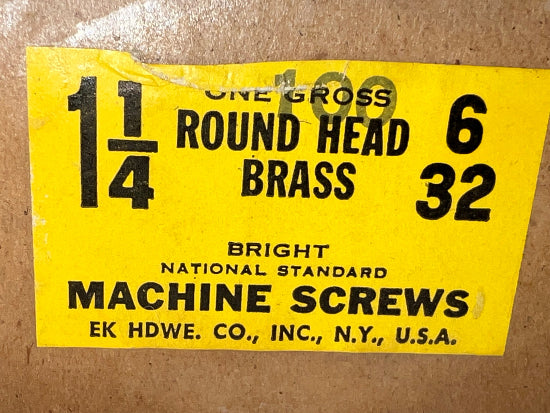 ONE GROSS
100
1 1/4 ROUND HEAD 6
BRASS 32
BRIGHT
NATIONAL STANDARD
MACHINE SCREWS
EK HDWE. CO., INC., N.Y., U.S.A.